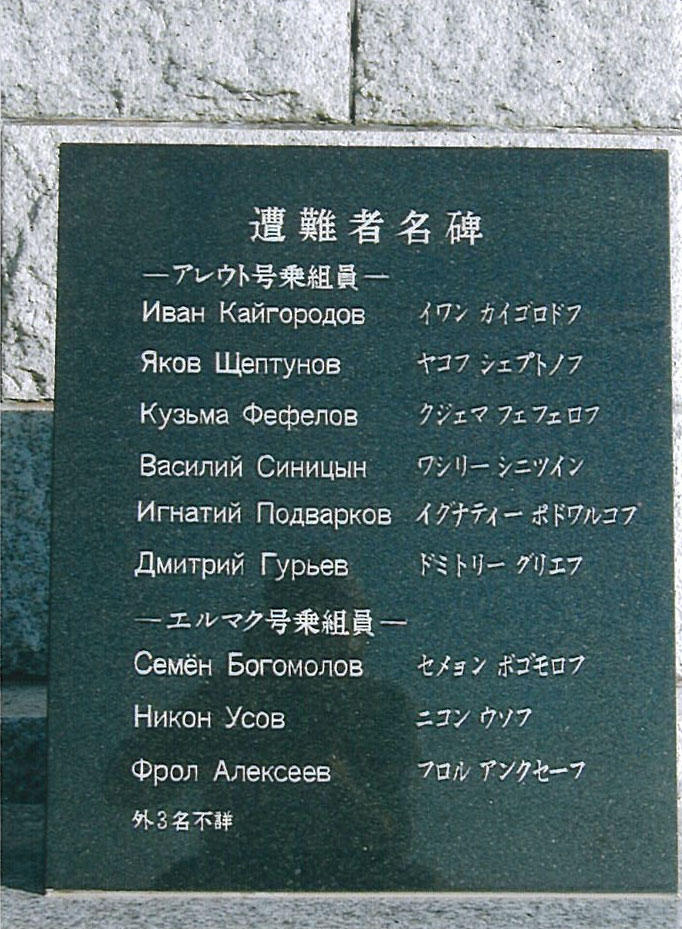 遭難者名碑
—アレウト号乗組員—
Иван Кайгородов イワン カイゴロドフ
Яков Щептунов ヤコフ シェプトノフ
Кузьма Фефелов クジェマ フェフェロフ
Василий Синицын ワシリー シニツイン
Игнатий Подварков イグナティー ポドワルコフ
Дмитрий Гурьев ドミトリー グリエフ
—エルマク号乗組員—
Семён Богомолов セメョン ボゴモロフ
Никон Усов ニコン ウソフ
Фрол Алексеев フロル アンクセーフ
外3名不詳